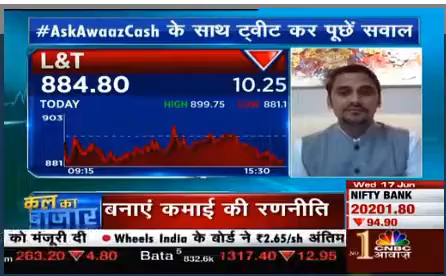 #AskAwaazCash के साथ ट्वीट कर पूछें सवाल
L&T
884.80 10.25
TODAY HIGH 899.75 LOW 881.1
903
881
09:15 15:30
कल का बाज़ार
बनाएं कमाई की रणनीति
Wed 17 Jun
NIFTY BANK
20201.80
94.90
को मंजूरी दी Wheels India के बोर्ड ने ₹2.65/sh अंतिम
m 263.20 4.80 Bata 832.6K 1317.40 12.95
NO 1 CNBC आवाज़